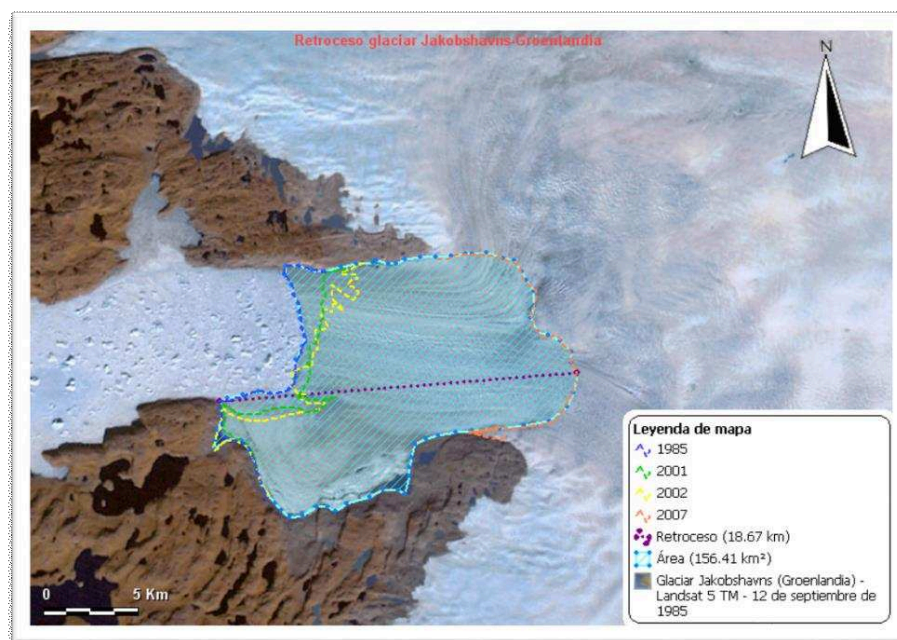 Retroceso glaciar Jakobshavns-Groenlandia
N
Leyenda de mapa
1985
2001
2002
2007
Retroceso (18.67 km)
Área (156.41 km²)
Glaciar Jakobshavns (Groenlandia) -
Landsat 5 TM - 12 de septiembre de
1985
0 5 Km